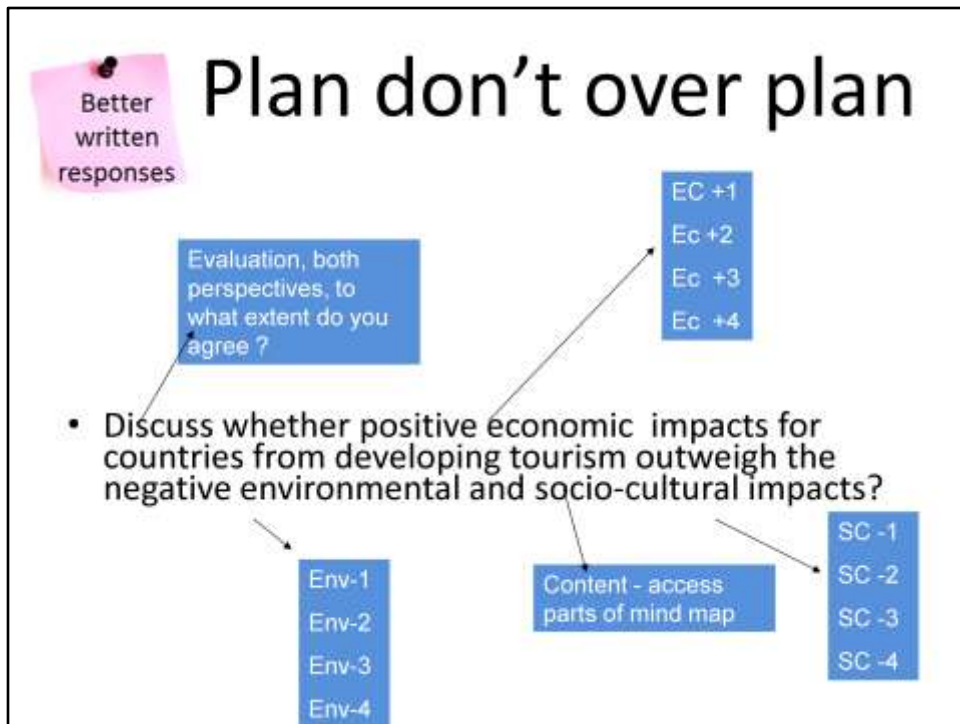 Better
written
responses
Plan don't over plan
EC +1
Ec +2
Ec  +3
Ec  +4
Evaluation, both
perspectives, to
what extent do you
agree ?
• Discuss whether positive economic  impacts for
countries from developing tourism outweigh the
negative environmental and socio-cultural impacts?
Env-1
Env-2
Env-3
Env-4
Content - access
parts of mind map
SC -1
SC -2
SC -3
SC -4